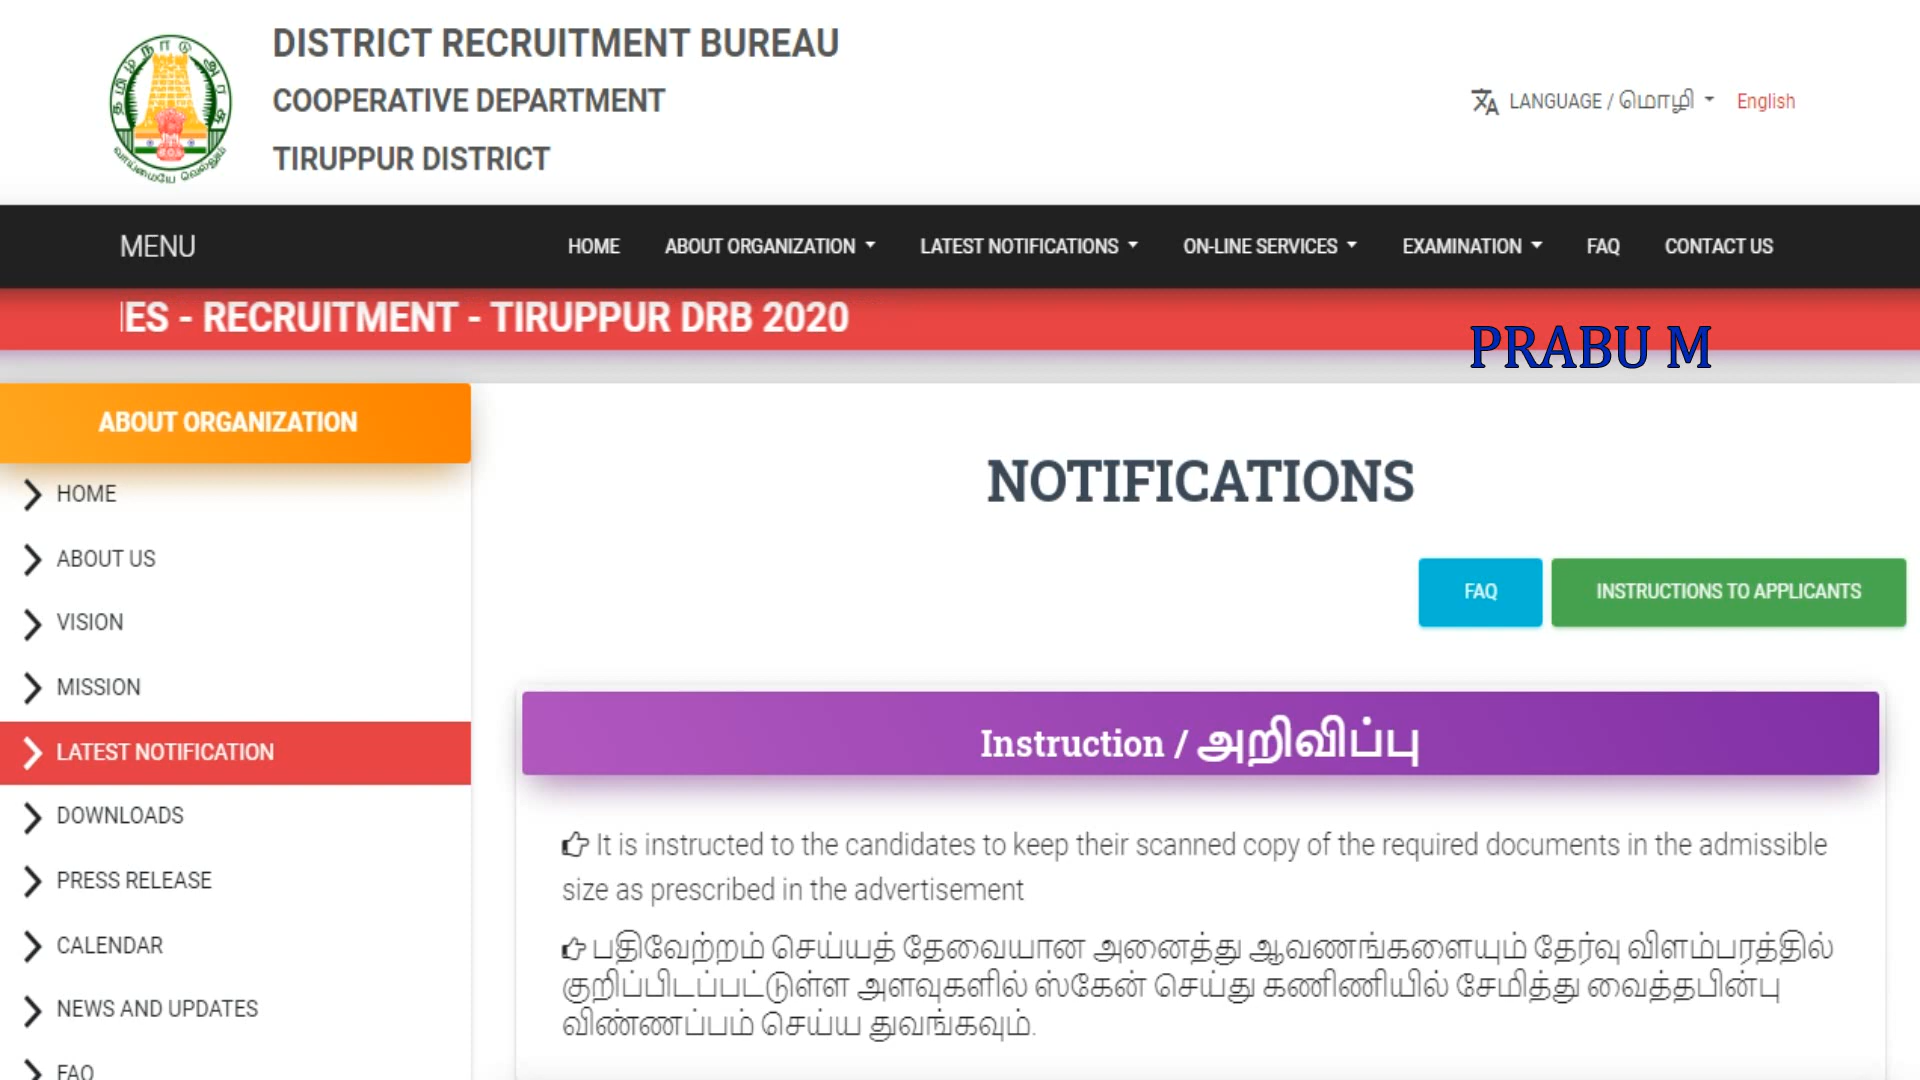 தமிழ்நாடு அரசு
வாய்மையே வெல்லும்
DISTRICT RECRUITMENT BUREAU
COOPERATIVE DEPARTMENT
TIRUPPUR DISTRICT
LANGUAGE / மொழி English
MENU HOME ABOUT ORGANIZATION LATEST NOTIFICATIONS ON-LINE SERVICES EXAMINATION FAQ CONTACT US
ES - RECRUITMENT - TIRUPPUR DRB 2020
PRABU M
ABOUT ORGANIZATION
HOME
ABOUT US
VISION
MISSION
LATEST NOTIFICATION
DOWNLOADS
PRESS RELEASE
CALENDAR
NEWS AND UPDATES
FAQ
NOTIFICATIONS
FAQ INSTRUCTIONS TO APPLICANTS
Instruction / அறிவிப்பு
It is instructed to the candidates to keep their scanned copy of the required documents in the admissible
size as prescribed in the advertisement
பதிவேற்றம் செய்யத் தேவையான அனைத்து ஆவணங்களையும் தேர்வு விளம்பரத்தில்
குறிப்பிடப்பட்டுள்ள அளவுகளில் ஸ்கேன் செய்து கணிணியில் சேமித்து வைத்தபின்பு
விண்ணப்பம் செய்ய துவங்கவும்.